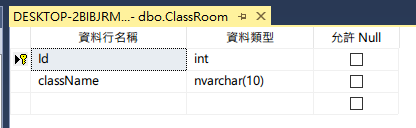 DESKTOP-2BIBJRM...- dbo.ClassRoom
資料行名稱 資料類型 允許 Null
Id int
className nvarchar(10)